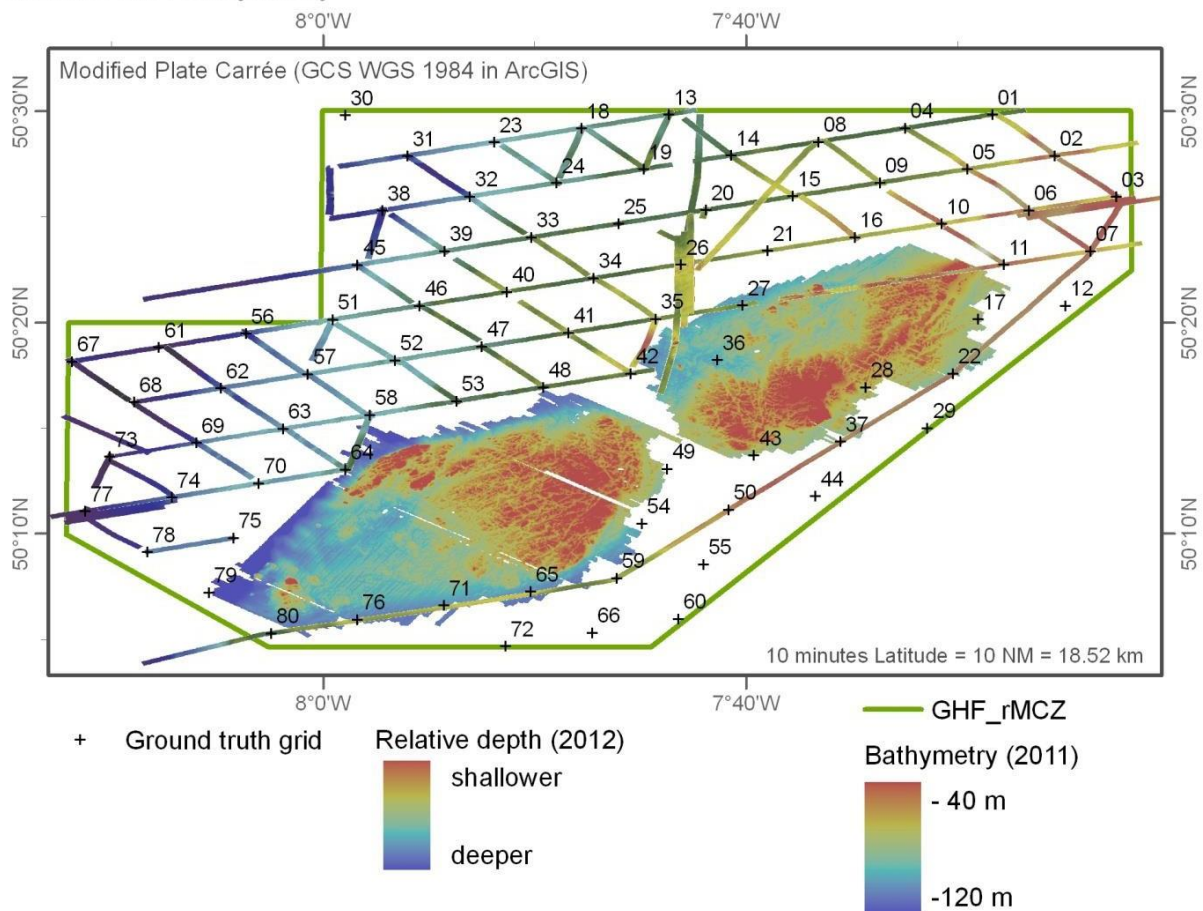 8°0'W 7°40'W
Modified Plate Carrée (GCS WGS 1984 in ArcGIS)
50°30'N 50°30'N
30 13 01
18 04
23 08
31 14 02
24 19 09 05
32 15 03
38 20 06
33 25 16 10
45 39 21 07
34 26 11
40 12
46 27 17
50°20'N 51 35 50°20'N
56 41
61 47
67 52 36
57 42 22
62 48 28
68 53
58 29
63 37
69 43
73 64 49
70 44
74 50
77 54
50°10'N 75 50°10'N
78 55
59
79 65
71
76 60
80 66
72
10 minutes Latitude = 10 NM = 18.52 km
8°0'W 7°40'W
+ Ground truth grid
Relative depth (2012)
shallower
deeper
GHF_rMCZ
Bathymetry (2011)
- 40 m
-120 m